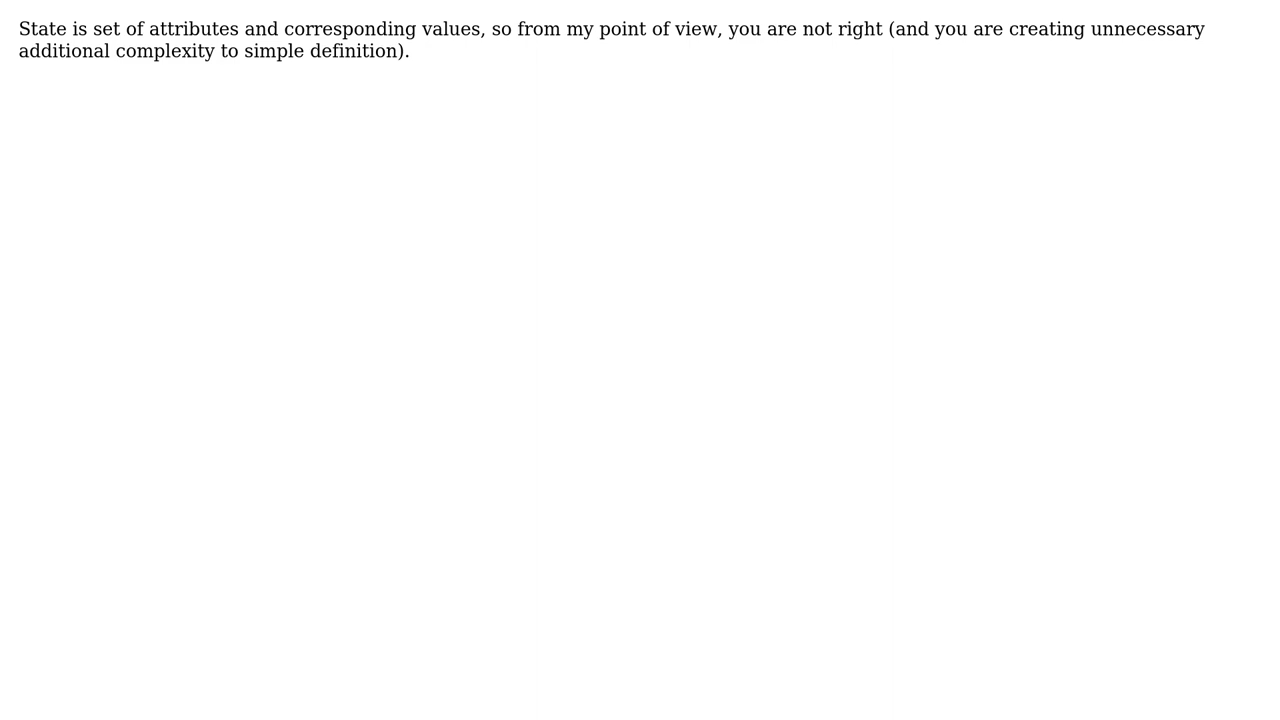 State is set of attributes and corresponding values, so from my point of view, you are not right (and you are creating unnecessary
additional complexity to simple definition).